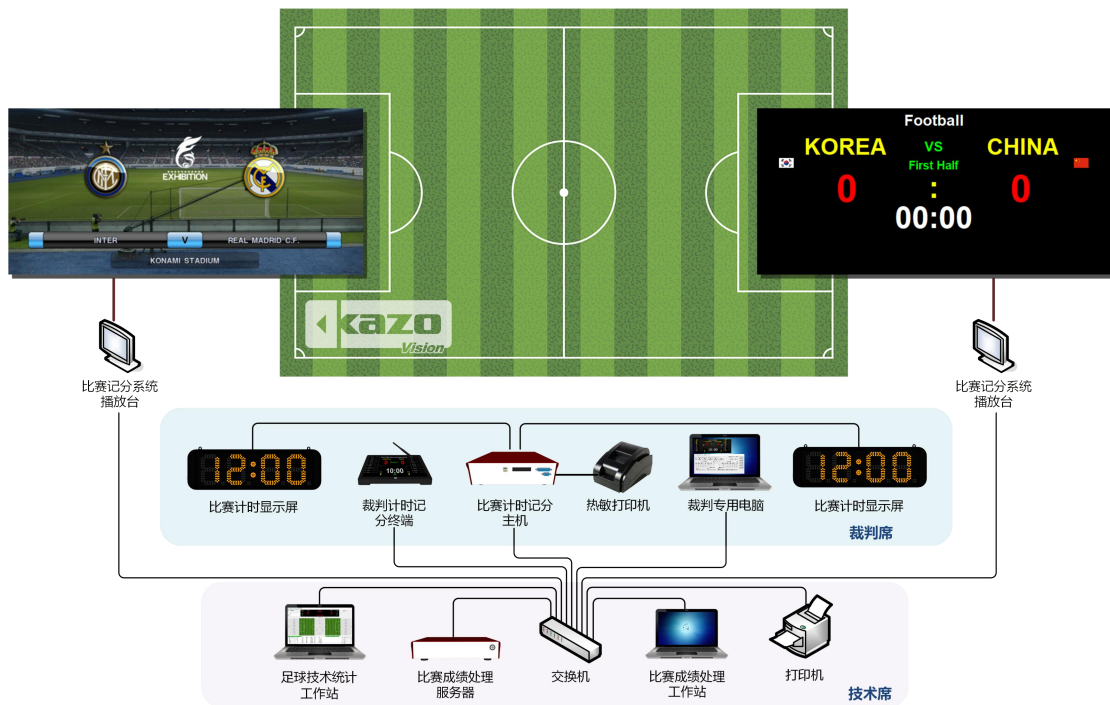 Football
KOREA
VS
CHINA
First Half
0
:
0
00:00
EXHIBITION
INTER
V
REAL MADRID C.F.
KONAMI STADIUM
kazo
Vision
比赛记分系统
播放台
比赛记分系统
播放台
12:00
10:00
12:00
比赛计时显示屏
裁判计时记
分终端
比赛计时记分
主机
热敏打印机
裁判专用电脑
比赛计时显示屏
裁判席
足球技术统计
工作站
比赛成绩处理
服务器
交换机
比赛成绩处理
工作站
打印机
技术席